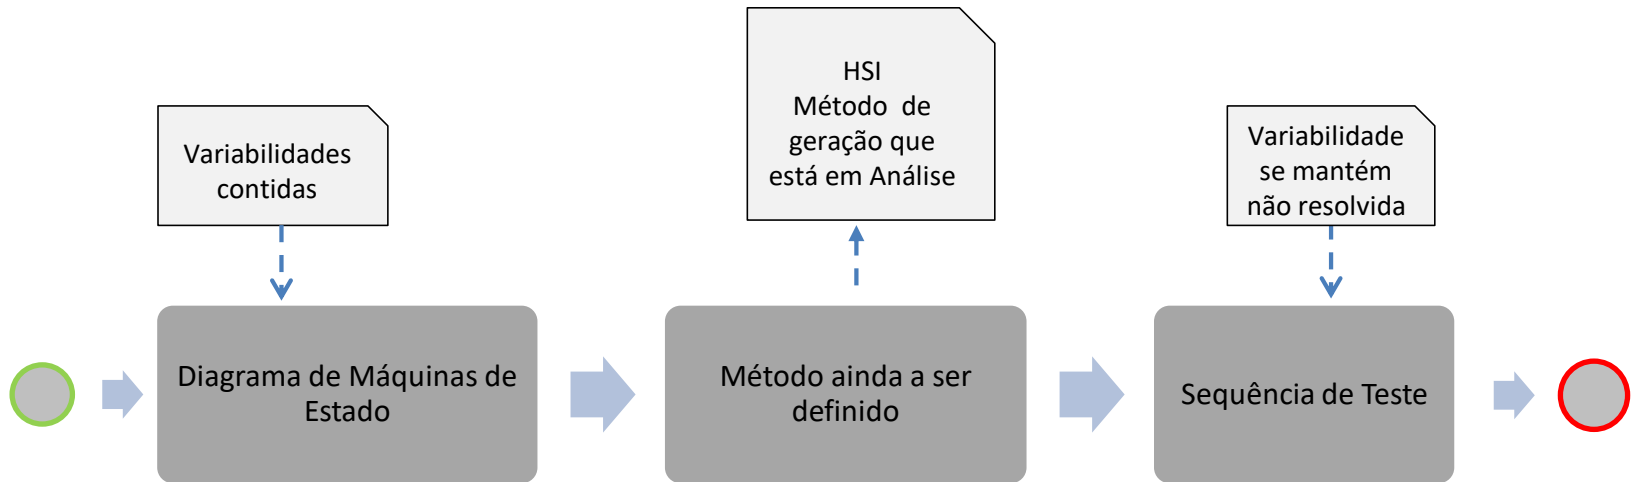 Variabilidades
contidas
HSI
Método de
geração que
está em Análise
Variabilidade
se mantém
não resolvida
Diagrama de Máquinas de
Estado
Método ainda a ser
definido
Sequência de Teste